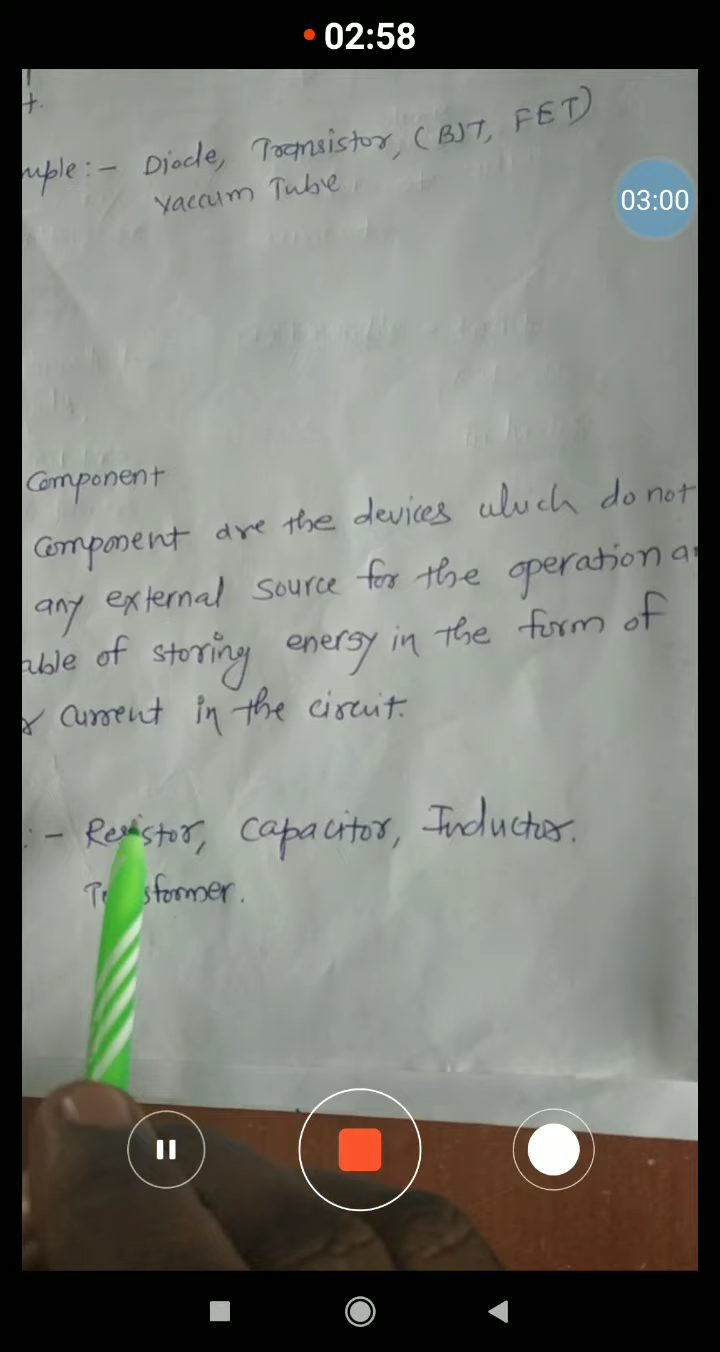 02:58
t.
mple:- Diode, Transistor, (BJT, FET)
03:00
Vaccum Tube
Component
Component are the devices which do not
any external source for the operation a
able of storing energy in the form of
current in the circuit.
:- Resistor, Capacitor, Inductor.
Transformer.